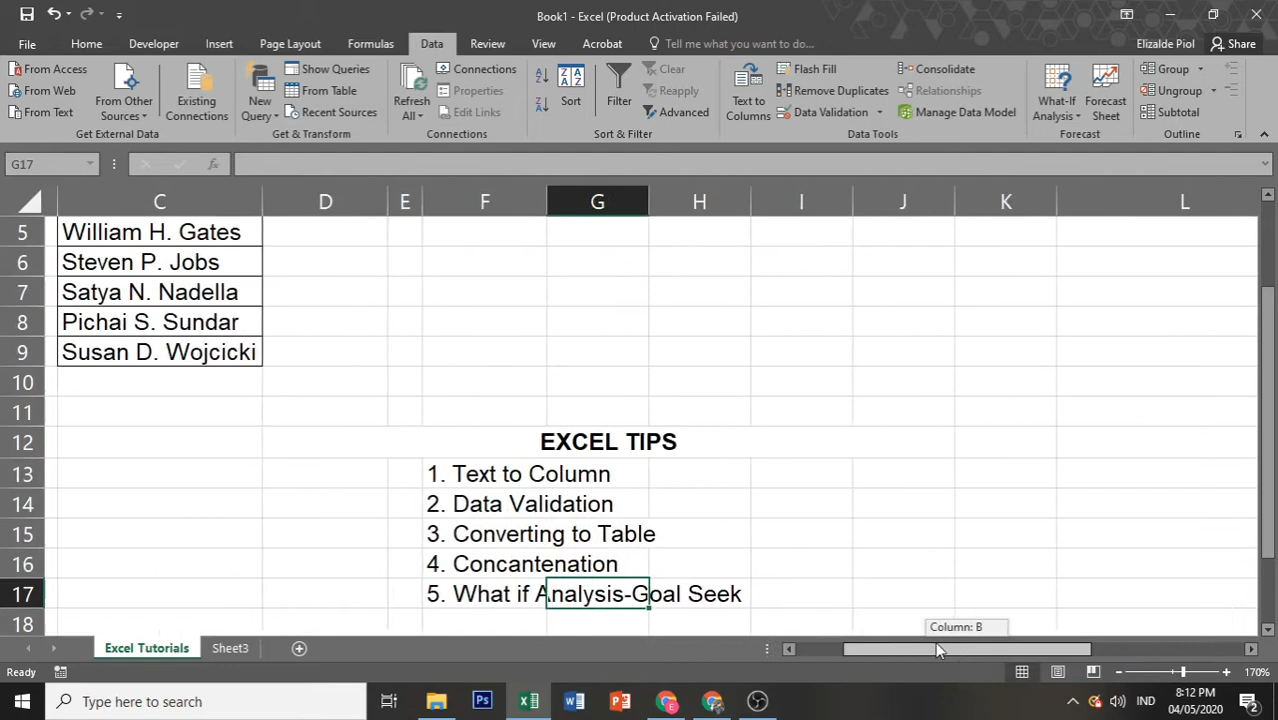 Book1 - Excel (Product Activation Failed)
File Home Developer Insert Page Layout Formulas Data Review View Acrobat Tell me what you want to do... Elizalde Piol Share
From Access
From Web
From Text
From Other Sources
Existing Connections
Get External Data
New Query
Show Queries
From Table
Recent Sources
Get & Transform
Refresh All
Connections
Properties
Edit Links
Connections
Sort
Filter
Clear
Reapply
Advanced
Sort & Filter
Text to Columns
Flash Fill
Remove Duplicates
Data Validation
Consolidate
Relationships
Manage Data Model
Data Tools
What-If Analysis
Forecast Sheet
Forecast
Group
Ungroup
Subtotal
Outline
G17 fx
C D E F G H I J K L
5 William H. Gates
6 Steven P. Jobs
7 Satya N. Nadella
8 Pichai S. Sundar
9 Susan D. Wojcicki
10
11
12 EXCEL TIPS
13 1. Text to Column
14 2. Data Validation
15 3. Converting to Table
16 4. Concantenation
17 5. What if Analysis-Goal Seek
18
Column: B
Excel Tutorials Sheet3
Ready 170%
Type here to search IND 8:12 PM
04/05/2020 2